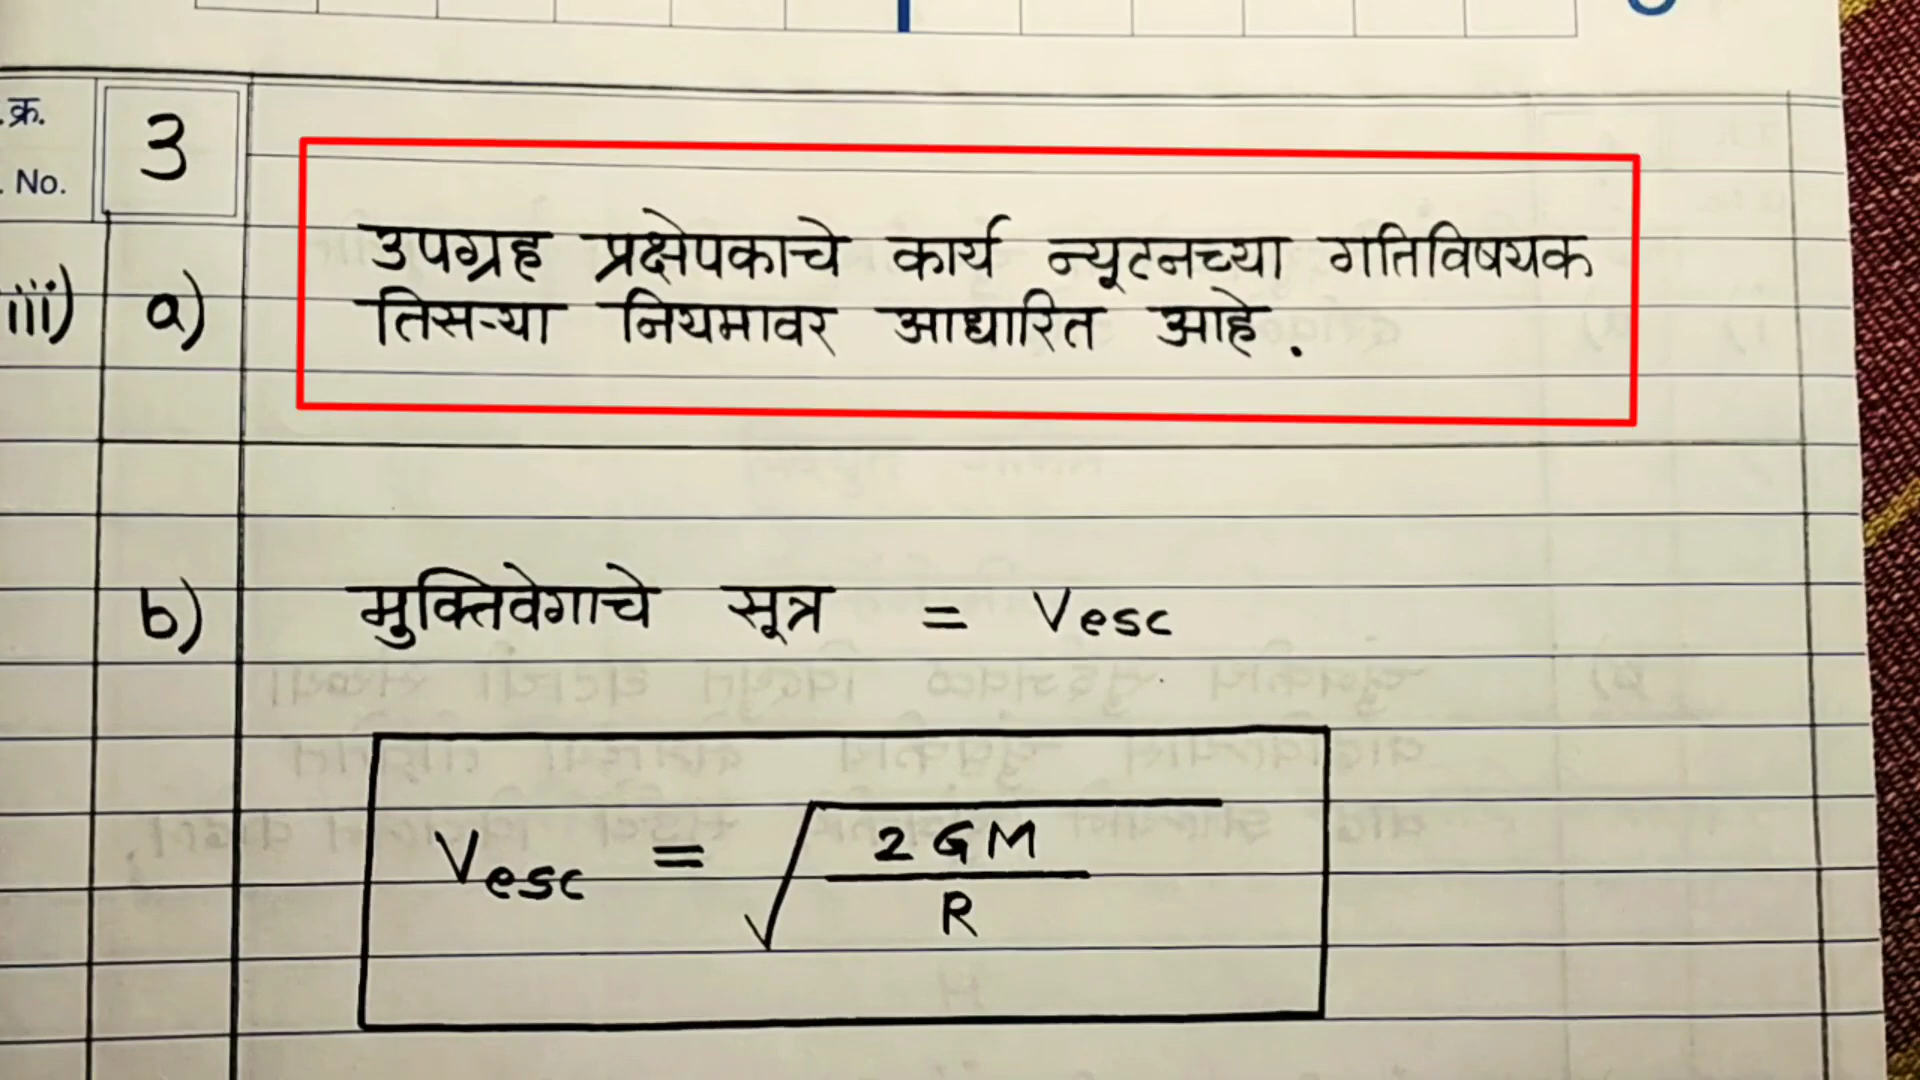 .क्र.
3
. No.
iii) a) उपग्रह प्रक्षेपकाचे कार्य न्यूटनच्या गतिविषयक
तिसऱ्या नियमावर आधारित आहे.
b) मुक्तिवेगाचे सूत्र = Vesc
Vesc = √2GM
R